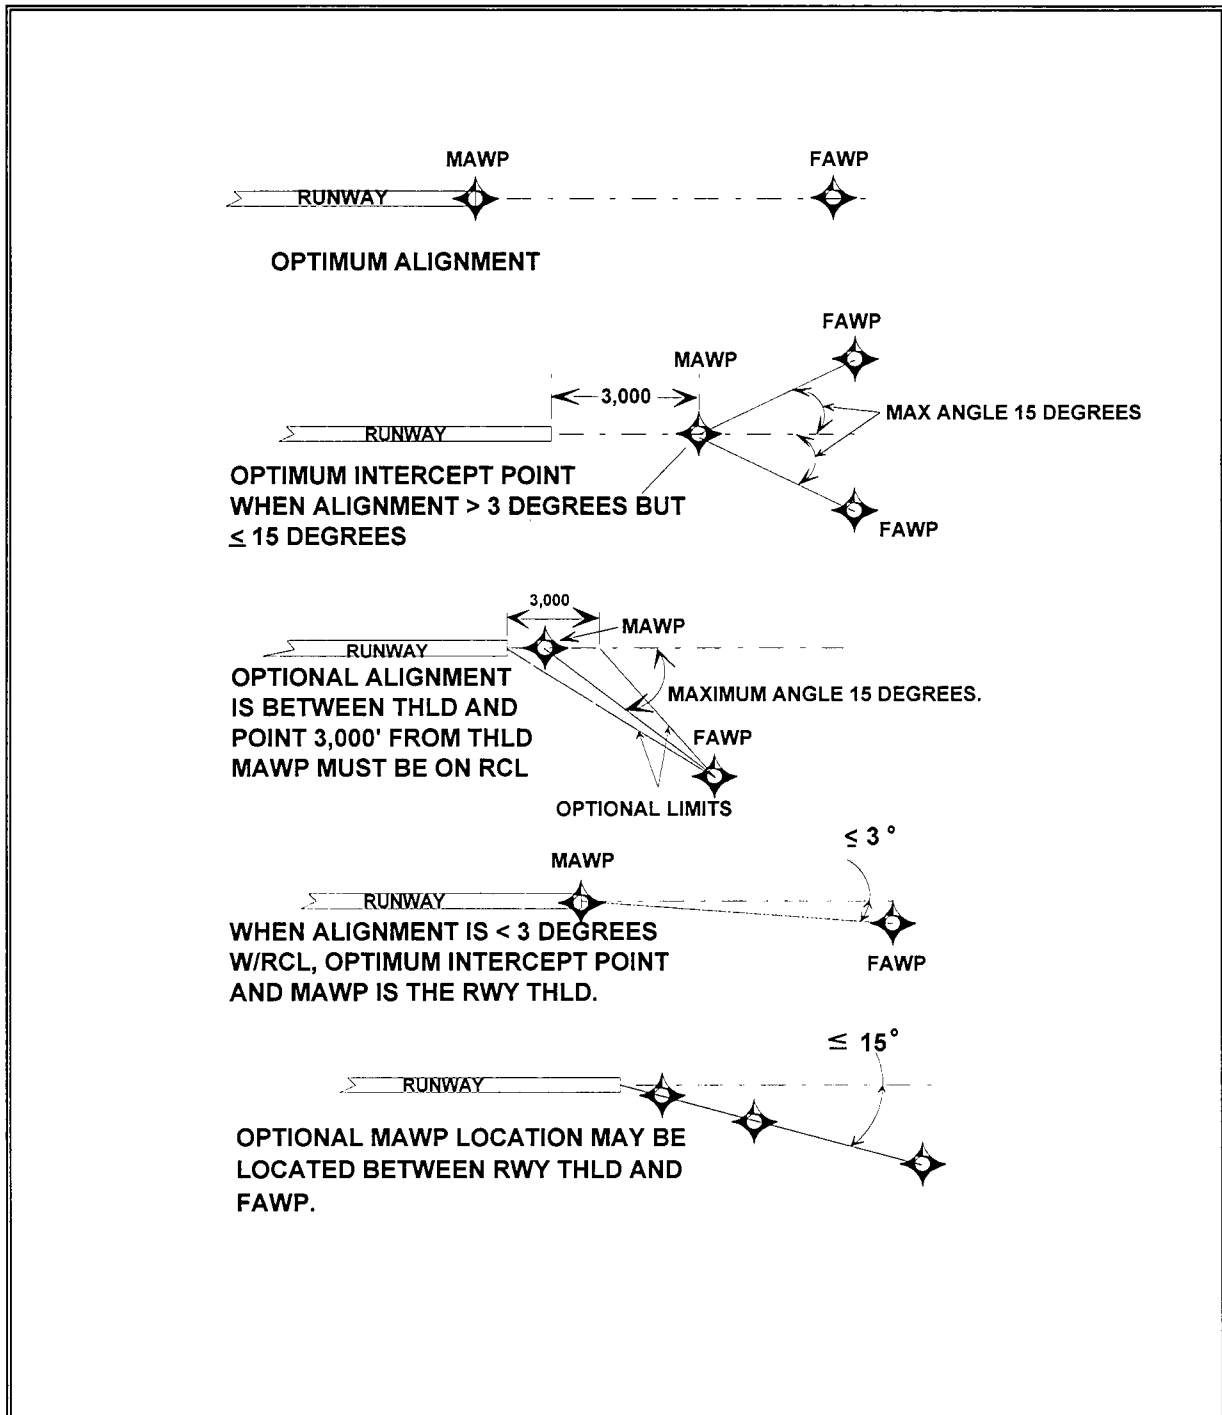 MAWP
FAWP
RUNWAY
OPTIMUM ALIGNMENT
FAWP
MAWP
3,000
MAX ANGLE 15 DEGREES
RUNWAY
OPTIMUM INTERCEPT POINT
WHEN ALIGNMENT > 3 DEGREES BUT
≤ 15 DEGREES
FAWP
3,000
MAWP
RUNWAY
OPTIONAL ALIGNMENT
IS BETWEEN THLD AND
POINT 3,000' FROM THLD
MAWP MUST BE ON RCL
MAXIMUM ANGLE 15 DEGREES.
FAWP
OPTIONAL LIMITS
≤ 3 °
MAWP
RUNWAY
WHEN ALIGNMENT IS < 3 DEGREES
W/RCL, OPTIMUM INTERCEPT POINT
AND MAWP IS THE RWY THLD.
FAWP
≤ 15°
RUNWAY
OPTIONAL MAWP LOCATION MAY BE
LOCATED BETWEEN RWY THLD AND
FAWP.